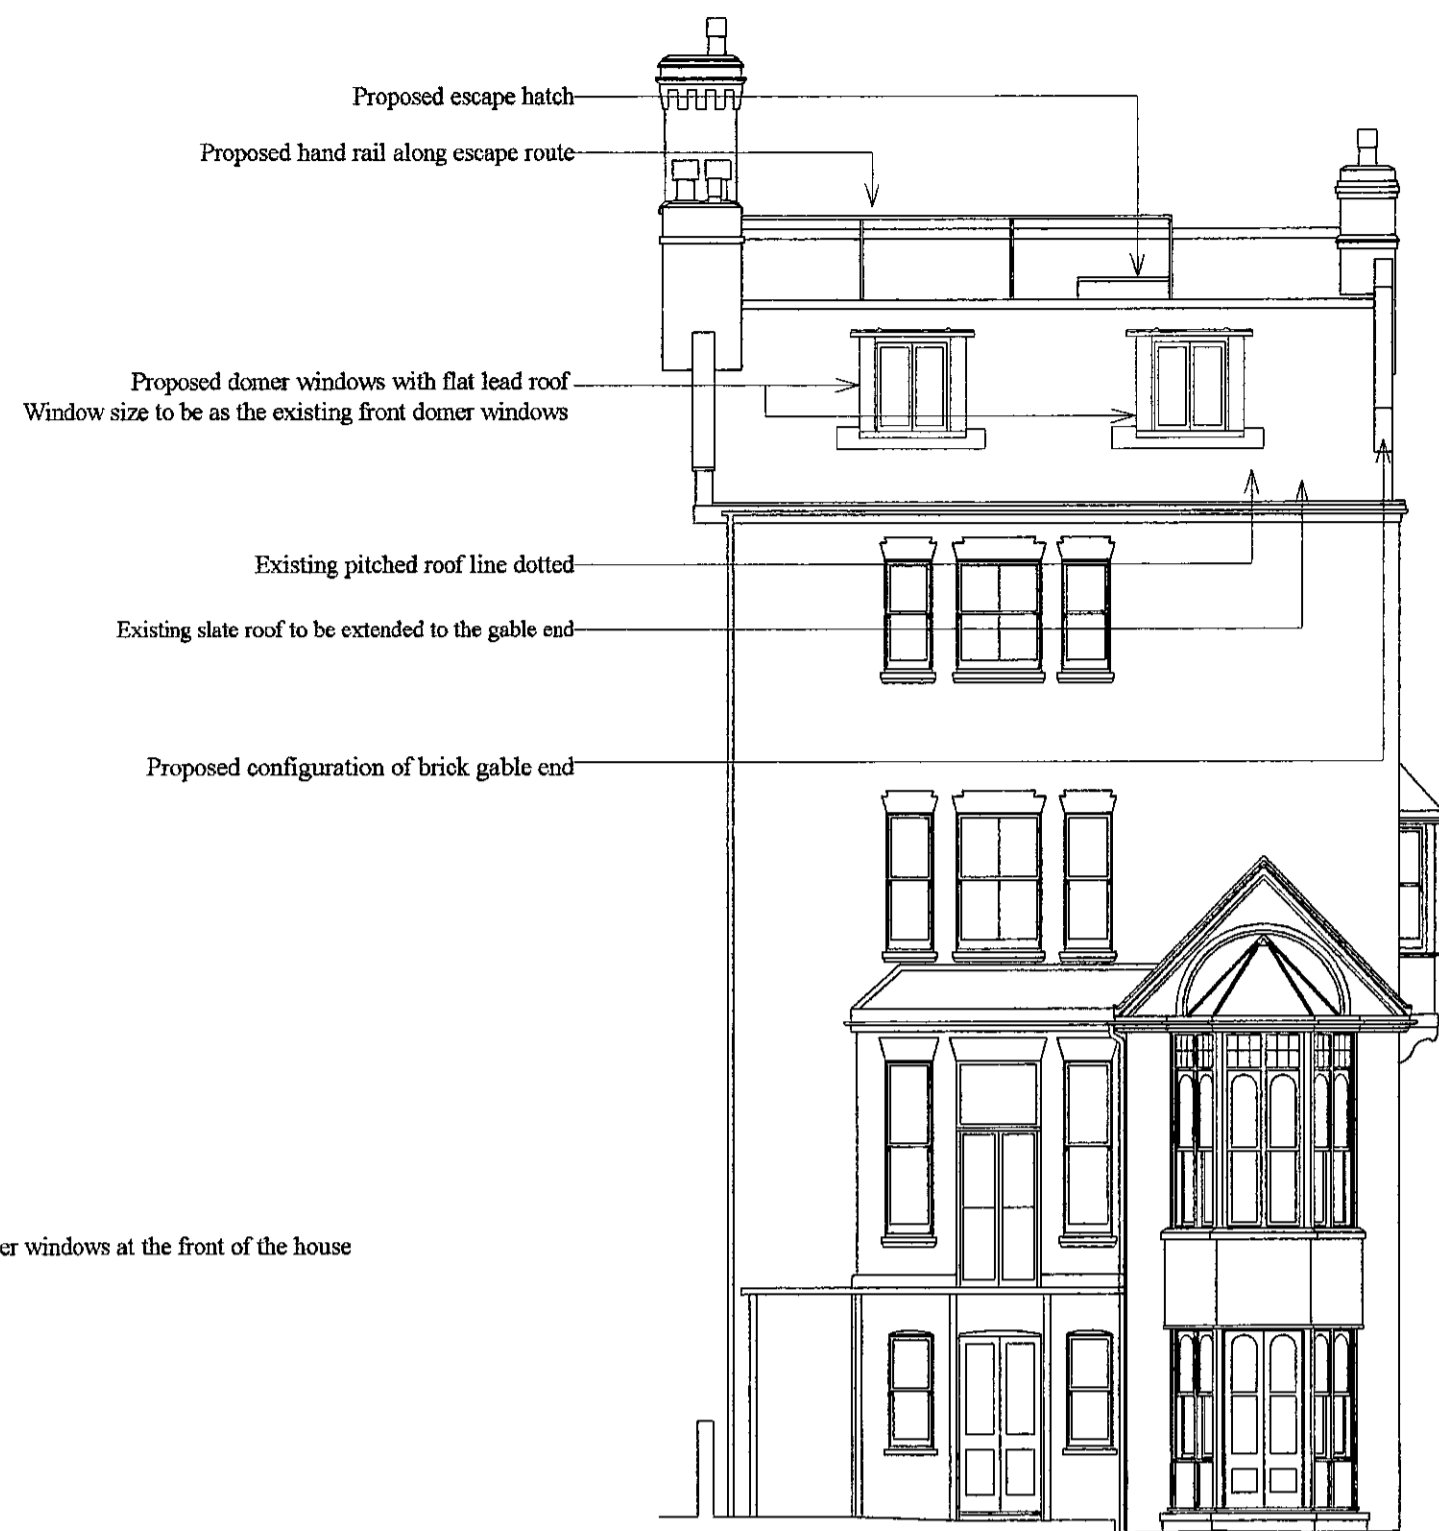 Proposed escape hatch
Proposed hand rail along escape route
Proposed domer windows with flat lead roof
Window size to be as the existing front domer windows
Existing pitched roof line dotted
Existing slate roof to be extended to the gable end
Proposed configuration of brick gable end
er windows at the front of the house